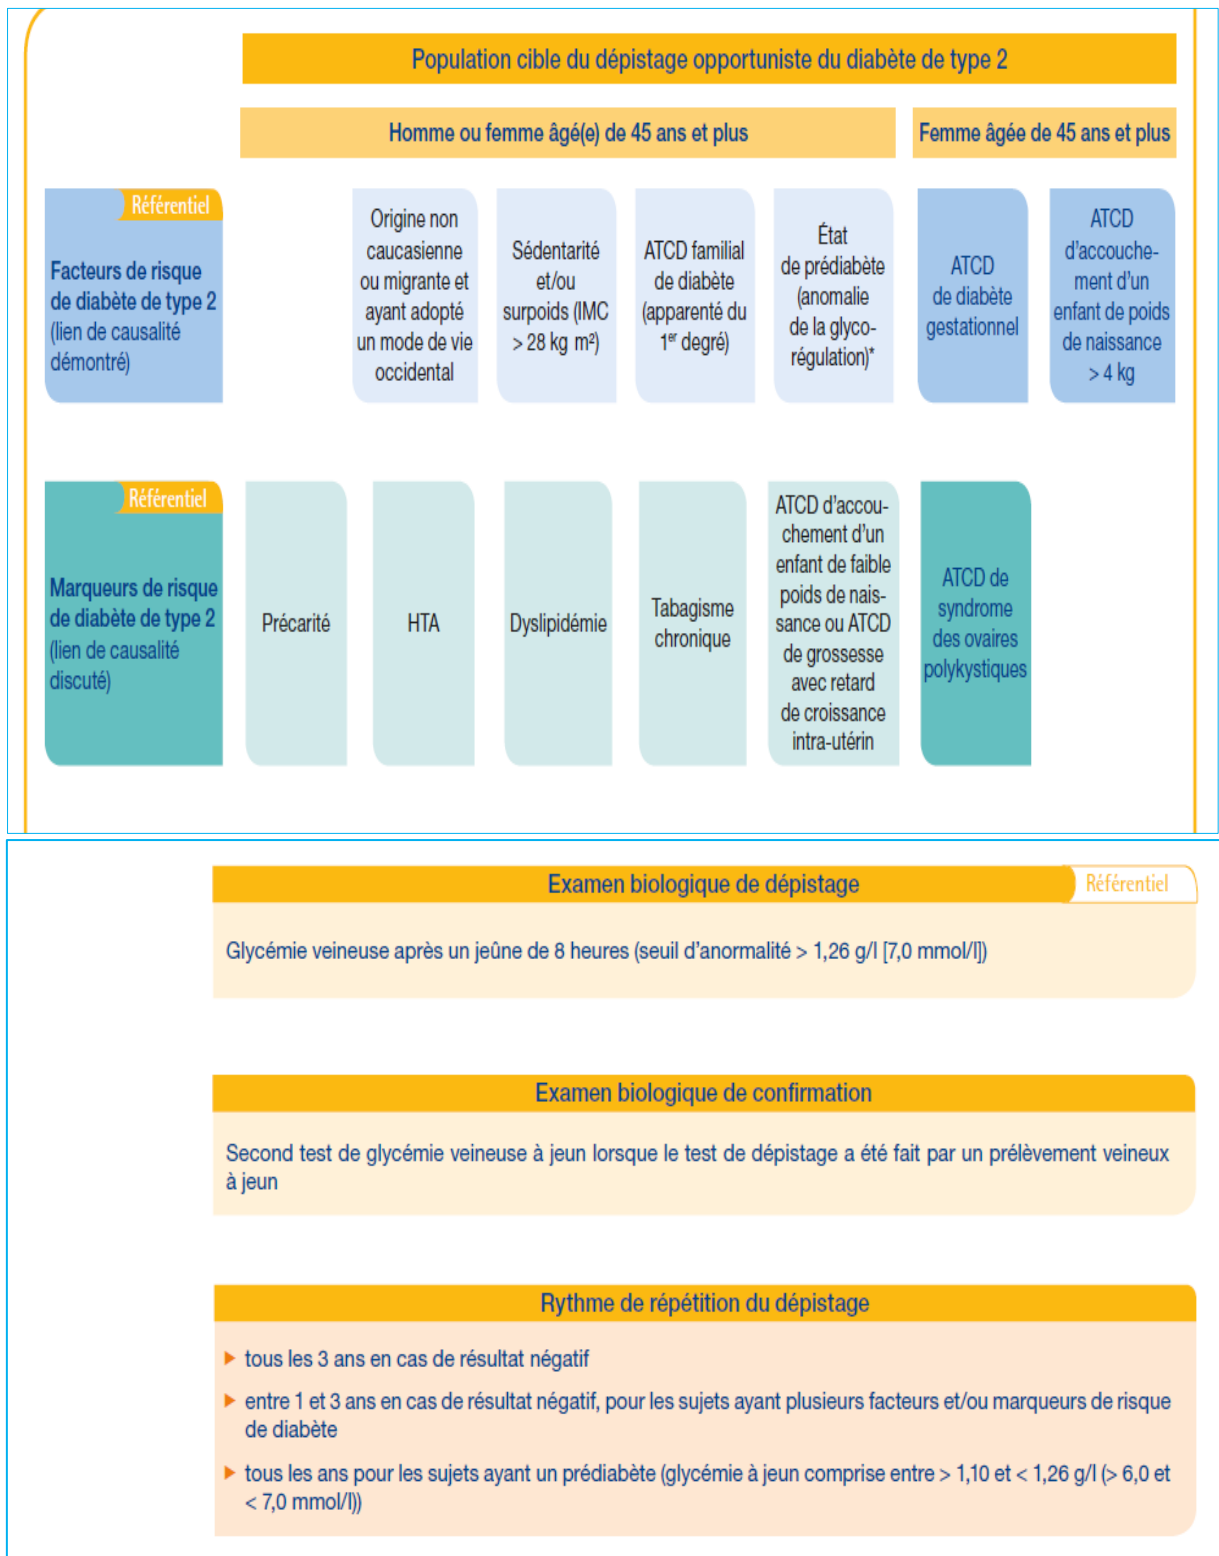 Population cible du dépistage opportuniste du diabète de type 2
Homme ou femme âgé(e) de 45 ans et plus
Femme âgée de 45 ans et plus
Référentiel
Facteurs de risque
de diabète de type 2
(lien de causalité
démontré)
Origine non
caucasienne
ou migrante et
ayant adopté
un mode de vie
occidental
Sédentarité
et/ou
surpoids (IMC
> 28 kg m²)
ATCD familial
de diabète
(apparenté du
1er degré)
État
de prédiabète
(anomalie
de la glyco-
régulation)*
ATCD
de diabète
gestationnel
ATCD
d'accouche-
ment d'un
enfant de poids
de naissance
> 4 kg
Référentiel
Marqueurs de risque
de diabète de type 2
(lien de causalité
discuté)
Précarité
HTA
Dyslipidémie
Tabagisme
chronique
ATCD d'accou-
chement d'un
enfant de faible
poids de nais-
sance ou ATCD
de grossesse
avec retard
de croissance
intra-utérin
ATCD de
syndrome
des ovaires
polykystiques
Examen biologique de dépistage
Référentiel
Glycémie veineuse après un jeûne de 8 heures (seuil d'anormalité > 1,26 g/l [7,0 mmol/l])
Examen biologique de confirmation
Second test de glycémie veineuse à jeun lorsque le test de dépistage a été fait par un prélèvement veineux
à jeun
Rythme de répétition du dépistage
tous les 3 ans en cas de résultat négatif
entre 1 et 3 ans en cas de résultat négatif, pour les sujets ayant plusieurs facteurs et/ou marqueurs de risque
de diabète
tous les ans pour les sujets ayant un prédiabète (glycémie à jeun comprise entre > 1,10 et < 1,26 g/l (> 6,0 et
< 7,0 mmol/l))